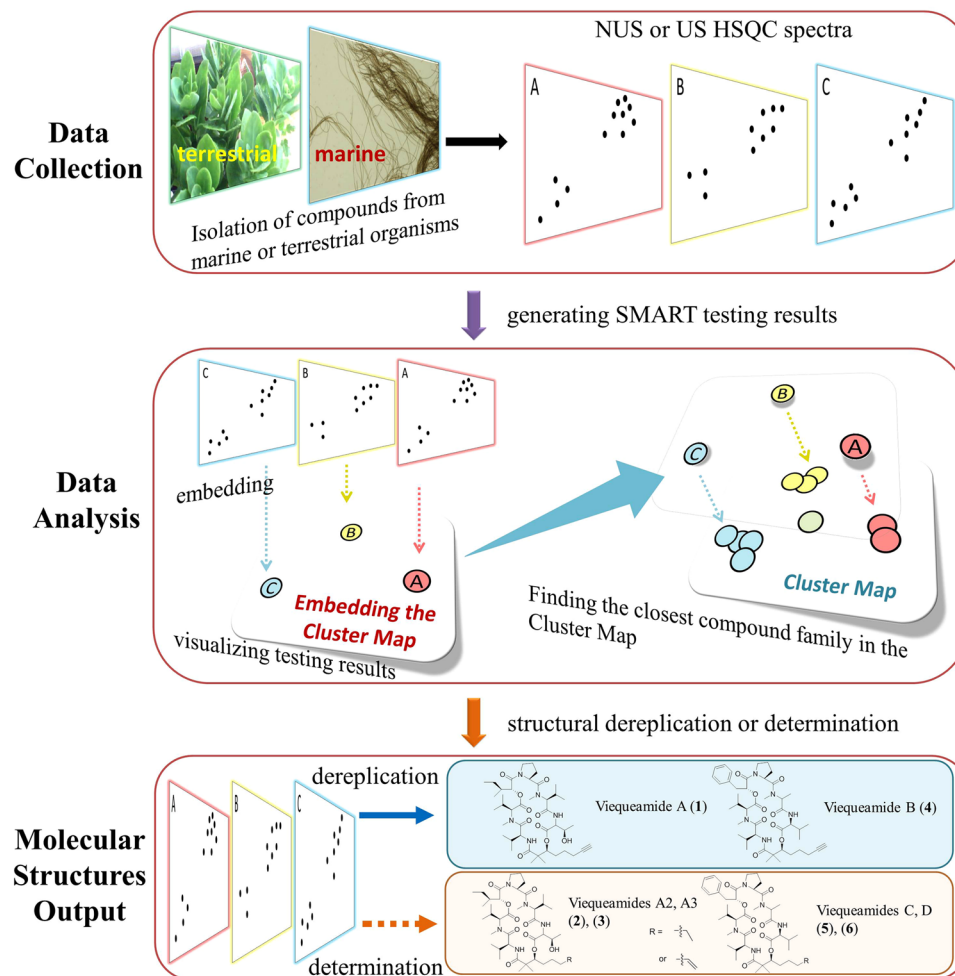 Data
Collection
terrestrial
marine
Isolation of compounds from
marine or terrestrial organisms
NUS or US HSQC spectra
A
B
C
generating SMART testing results
Data
Analysis
C
B
A
embedding
B
C
A
Embedding the
Cluster Map
visualizing testing results
B
C
A
Cluster Map
Finding the closest compound family in the
Cluster Map
structural dereplication or determination
Molecular
Structures
Output
A
B
C
dereplication
determination
Viequeamide A (1)
Viequeamide B (4)
Viequeamides A2, A3
(2), (3)
R =
or
Viequeamides C, D
(5), (6)